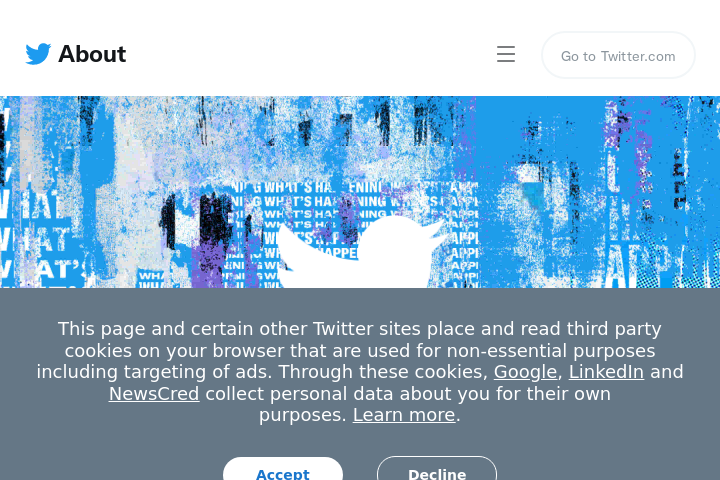 About
Go to Twitter.com
WHAT'S
This page and certain other Twitter sites place and read third party
cookies on your browser that are used for non-essential purposes
including targeting of ads. Through these cookies, Google, LinkedIn and
NewsCred collect personal data about you for their own
purposes. Learn more.
Accept
Decline